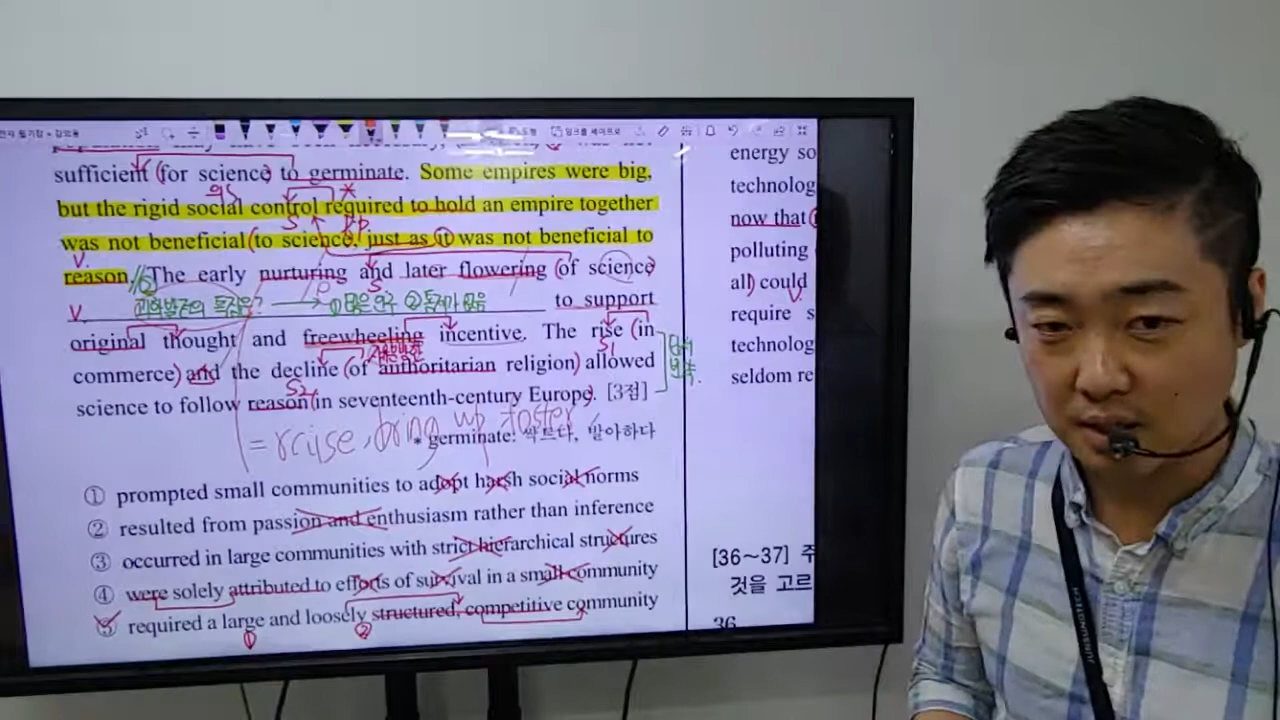 sufficient (for science) to germinate. Some empires were big,
but the rigid social control required to hold an empire together
was not beneficial (to science), just as it was not beneficial to
reason. The early nurturing and later flowering (of science)
to support
original thought and freewheeling incentive. The rise (in
commerce) and the decline (of authoritarian religion) allowed
science to follow reason (in seventeenth-century Europe). [3점]
= raise, bring up, foster
* germinate: 싹트다, 발아하다
① prompted small communities to adopt harsh social norms
② resulted from passion and enthusiasm rather than inference
③ occurred in large communities with strict hierarchical structures
④ were solely attributed to efforts of survival in a small community
⑤ required a large and loosely structured, competitive community
① ②
energy so
technolog
now that
polluting
all) could
require s
technolog
seldom re
[36～37] 주
것을 고르
36